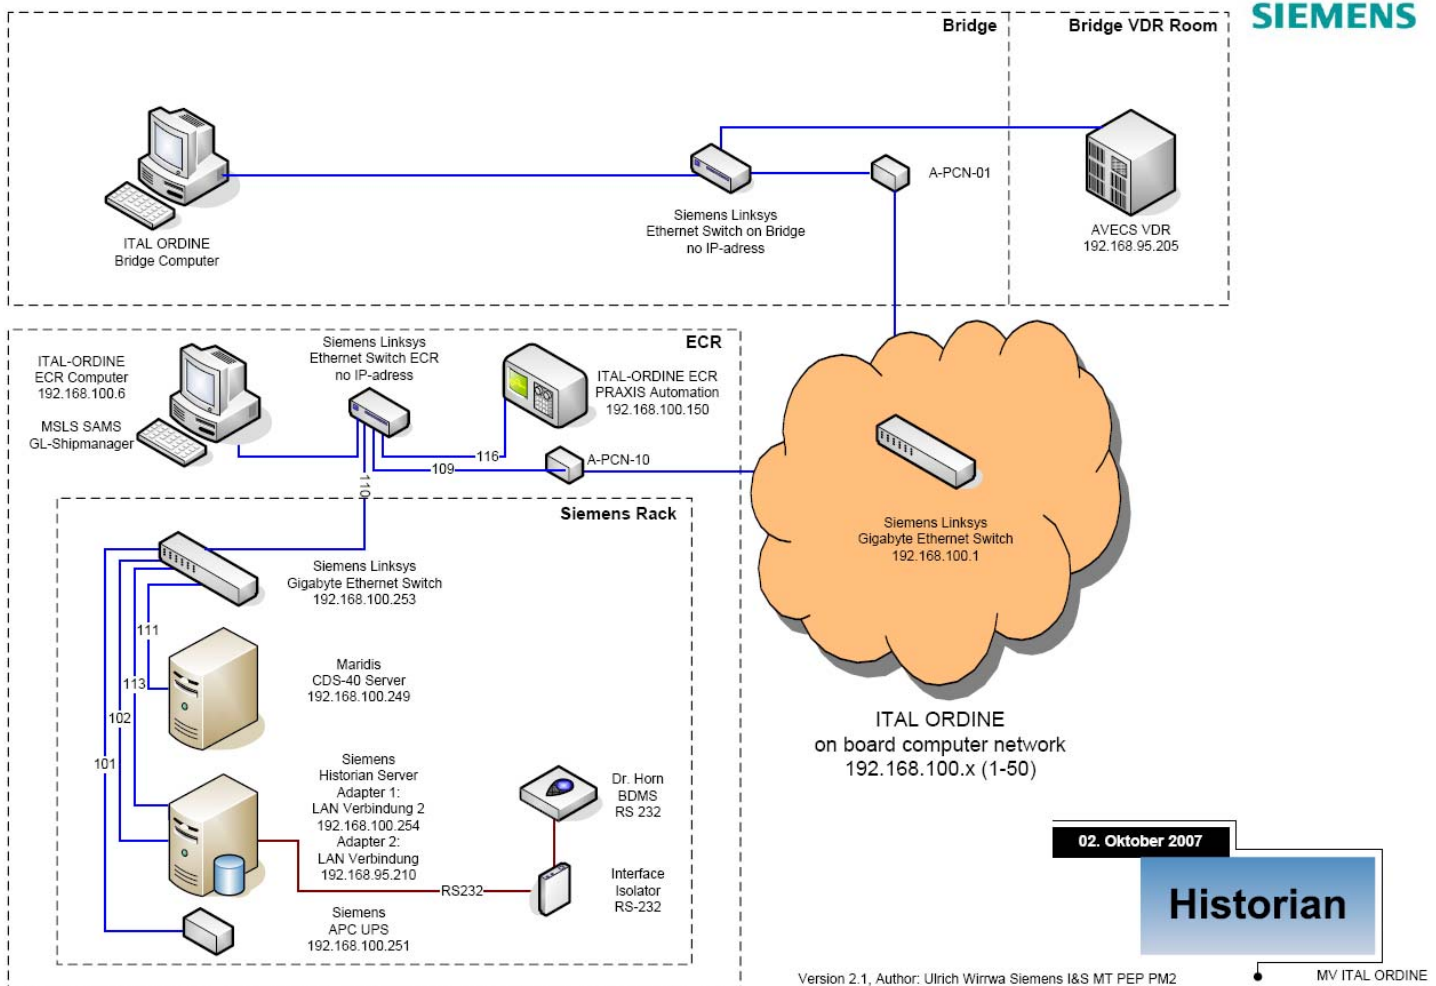 SIEMENS
Bridge
Bridge VDR Room
A-PCN-01
Siemens Linksys
Ethernet Switch on Bridge
no IP-adress
AVECS VDR
192.168.95.205
ITAL ORDINE
Bridge Computer
ECR
ITAL-ORDINE
ECR Computer
192.168.100.6
MSLS SAMS
GL-Shipmanager
Siemens Linksys
Ethernet Switch ECR
no IP-adress
ITAL-ORDINE ECR
PRAXIS Automation
192.168.100.150
116
109
A-PCN-10
110
Siemens Linksys
Gigabyte Ethernet Switch
192.168.100.1
Siemens Rack
Siemens Linksys
Gigabyte Ethernet Switch
192.168.100.253
111
113
102
101
Maridis
CDS-40 Server
192.168.100.249
ITAL ORDINE
on board computer network
192.168.100.x (1-50)
Siemens
Historian Server
Adapter 1:
LAN Verbindung 2
192.168.100.254
Adapter 2:
LAN Verbindung
192.168.95.210
Dr. Horn
BDMS
RS 232
RS232
Interface
Isolator
RS-232
Siemens
APC UPS
192.168.100.251
02. Oktober 2007
Historian
Version 2.1, Author: Ulrich Wirrwa Siemens I&S MT PEP PM2
MV ITAL ORDINE